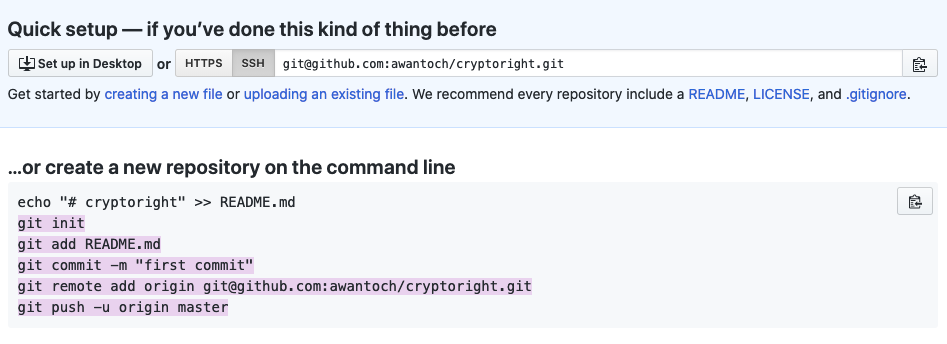 Quick setup — if you’ve done this kind of thing before
Set up in Desktop or HTTPS SSH git@github.com:awantoch/cryptoright.git
Get started by creating a new file or uploading an existing file. We recommend every repository include a README, LICENSE, and .gitignore.
…or create a new repository on the command line
echo "# cryptoright" >> README.md
git init
git add README.md
git commit -m "first commit"
git remote add origin git@github.com:awantoch/cryptoright.git
git push -u origin master